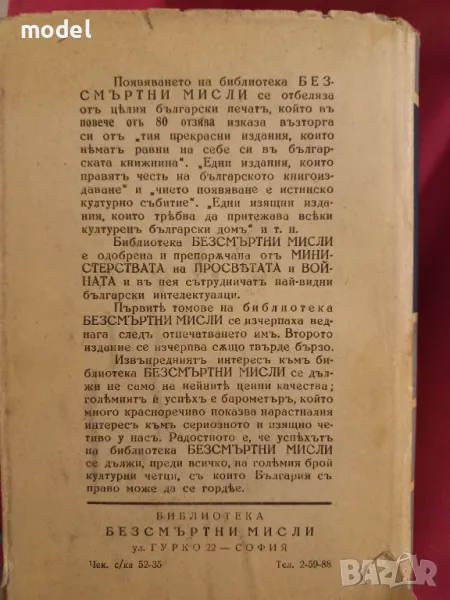 model
Появяването на библиотека БЕЗ-
СМЪРТНИ МИСЛИ се отбеляза
отъ цѣлия български печатъ, който въ
повече отъ 80 отзива изказа възторга
си отъ „тия прекрасни издания, които
нѣматъ равни на себе си въ българ-
ската книжнина“. „Едни издания, които
правятъ честь на българското книгоиз-
даване“ и „чието появяване е истинско
културно събитие“. „Едни изящни изда-
ния, които трѣбва да притежава всѣки
културенъ български домъ“ и т. н.
Библиотека БЕЗСМЪРТНИ МИСЛИ
е одобрена и препорѫчана отъ МИНИ-
СТЕРСТВАТА на ПРОСВѢТАТА и ВОЙ-
НАТА и въ нея сътрудничатъ най-видни
български интелектуалци.
Първитѣ томове на библиотека
БЕЗСМЪРТНИ МИСЛИ се изчерпаха вед-
нага следъ отпечатването имъ. Второто
издание се изчерпва сѫщо твърде бързо.
Извънредниятъ интересъ къмъ би-
блиотека БЕЗСМЪРТНИ МИСЛИ се дъл-
жи не само на нейнитѣ ценни качества;
голѣмиятъ ѝ успѣхъ е барометъръ, който
много красноречиво показва нарасталния
интересъ къмъ сериозното и изящно че-
тиво у насъ. Радостното е, че успѣхътъ
на библиотека БЕЗСМЪРТНИ МИСЛИ
се дължи, преди всичко, на голѣмия брой
културни четци, съ които България съ
право може да се гордѣе.
БИБЛИОТЕКА
БЕЗСМЪРТНИ МИСЛИ
ул. ГУРКО 22 — СОФИЯ
Чек. с/ка 52-35 Тел. 2-59-88
bazar.bg